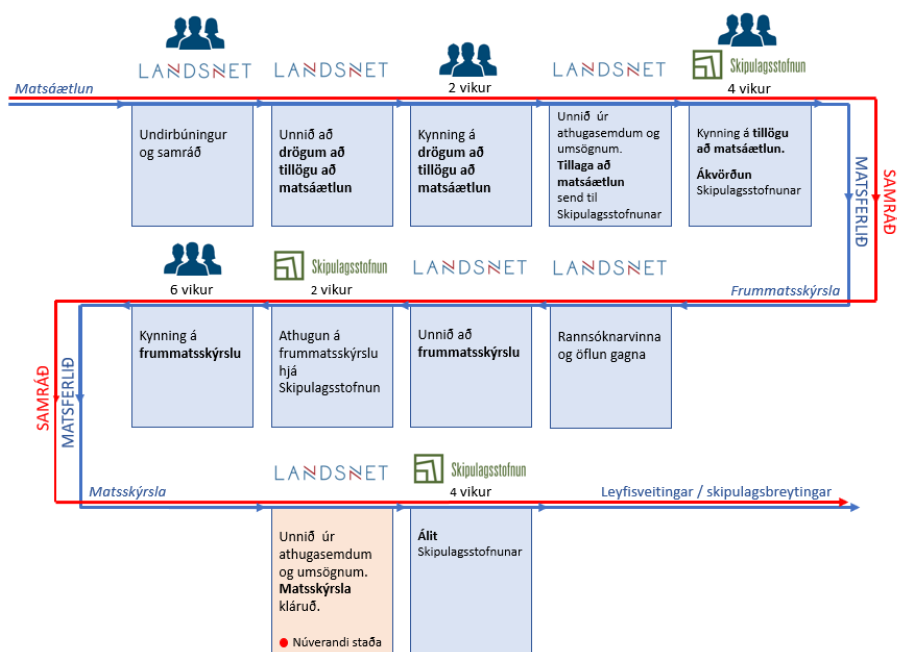 LANDSNET
LANDSNET
2 vikur
LANDSNET
Skipulagsstofnun
4 vikur
Matsáætlun
Undirbúningur
og samráð
Unnið að
drögum að
tillögu að
matsáætlun
Kynning á
drögum að
tillögu að
matsáætlun
Unnið úr
athugasemdum og
umsögnum.
Tillaga að
matsáætlun
send til
Skipulagsstofnunar
Kynning á tillögu
að matsáætlun.
Ákvörðun
Skipulagsstofnunar
MATSFERLIÐ
SAMRÁÐ
6 vikur
Skipulagsstofnun
2 vikur
LANDSNET
LANDSNET
Frummatsskýrsla
Kynning á
frummatsskýrslu
Athugun á
frummatsskýrslu
hjá
Skipulagsstofnun
Unnið að
frummatsskýrslu
Rannsóknarvinna
og öflun gagna
SAMRÁÐ
MATSFERLIÐ
LANDSNET
Skipulagsstofnun
4 vikur
Matsskýrsla
Leyfisveitingar / skipulagsbreytingar
Unnið úr
athugasemdum
og umsögnum.
Matsskýrsla
kláruð.
Núverandi staða
Álit
Skipulagsstofnunar